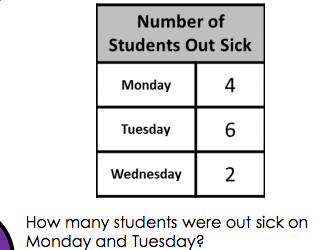 Number of
Students Out Sick
Monday 4
Tuesday 6
Wednesday 2
How many students were out sick on
Monday and Tuesday?